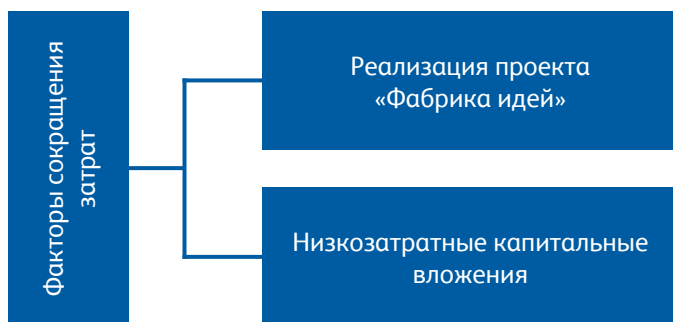 Факторы сокращения
затрат
Реализация проекта
«Фабрика идей»
Низкозатратные капитальные
вложения